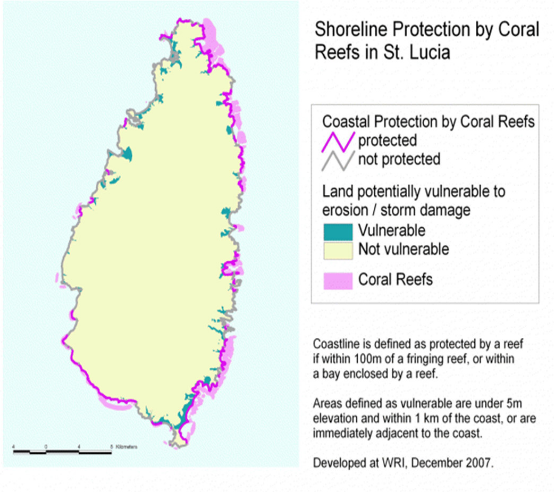 Shoreline Protection by Coral
Reefs in St. Lucia
Coastal Protection by Coral Reefs
protected
not protected
Land potentially vulnerable to
erosion / storm damage
Vulnerable
Not vulnerable
Coral Reefs
Coastline is defined as protected by a reef
if within 100m of a fringing reef, or within
a bay enclosed by a reef.
Areas defined as vulnerable are under 5m
elevation and within 1 km of the coast, or are
immediately adjacent to the coast.
Developed at WRI, December 2007.
4 0 4 8 Kilometers